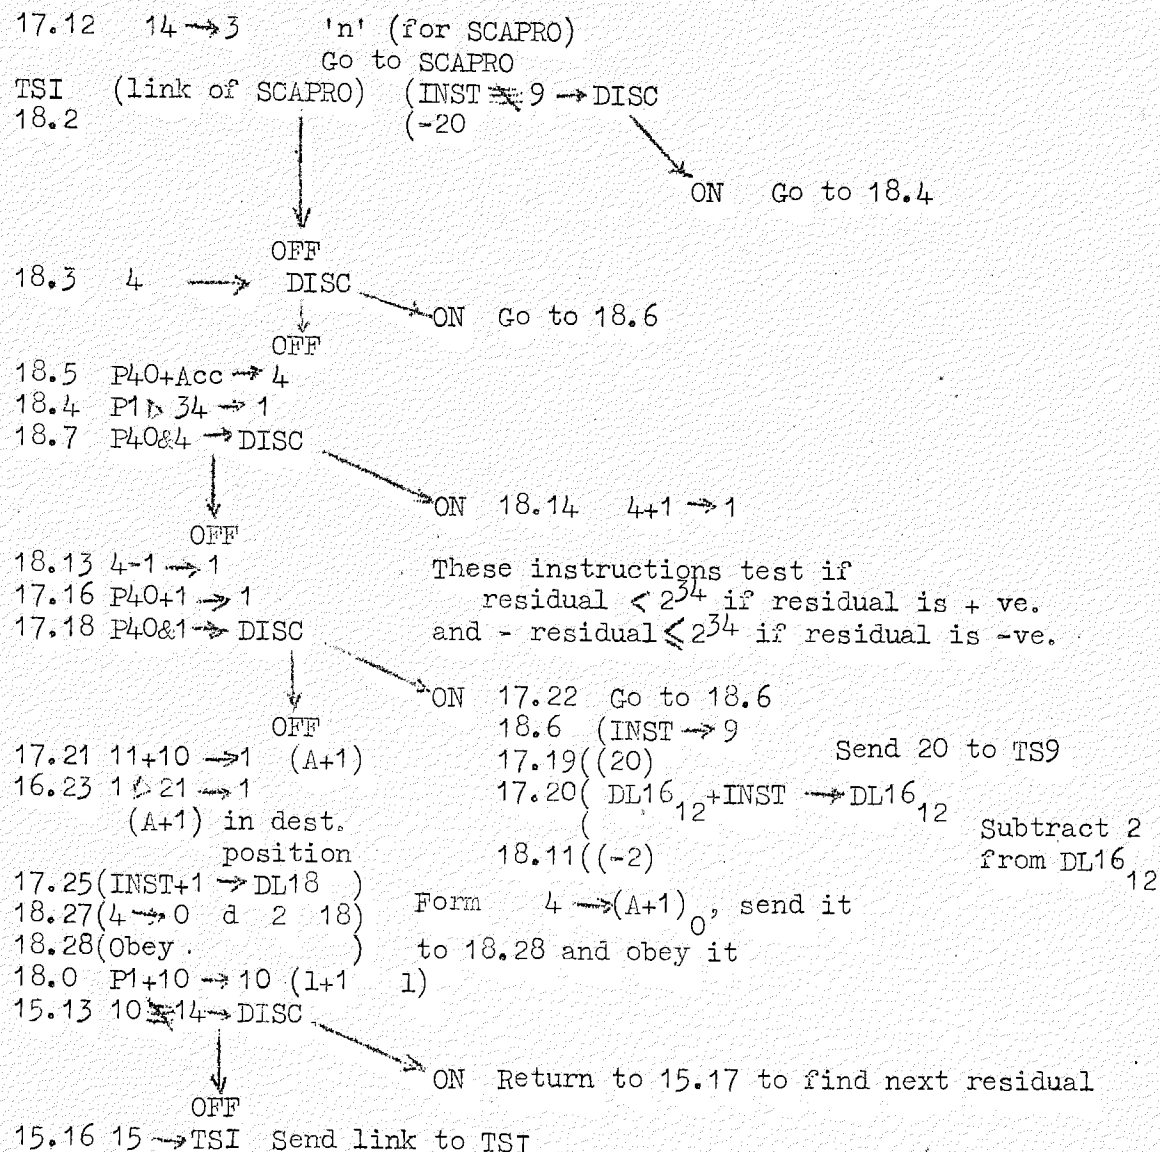 17.12 14→3 'n' (for SCAPRO)
Go to SCAPRO
TSI (link of SCAPRO) (INST ≢ 9 → DISC
18.2 (-20
ON Go to 18.4
OFF
18.3 4 → DISC
ON Go to 18.6
OFF
18.5 P40+Acc → 4
18.4 P1 ▷ 34 → 1
18.7 P40&4 → DISC
ON 18.14 4+1 → 1
OFF
18.13 4-1 → 1 These instructions test if
17.16 P40+1 → 1 residual < 2^34 if residual is + ve.
17.18 P40&1 → DISC and - residual ≤ 2^34 if residual is -ve.
ON 17.22 Go to 18.6
OFF 18.6 (INST → 9
17.21 11+10 → 1 (A+1) 17.19((20) Send 20 to TS9
16.23 1 ▷ 21 → 1 17.20( DL16_12+INST → DL16_12
(A+1) in dest. ( Subtract 2
position 18.11((-2) from DL16_12
17.25(INST+1 → DL18 ) Form 4 → (A+1)_0, send it
18.27(4 → 0 d 2 18)
18.28(Obey . ) to 18.28 and obey it
18.0 P1+10 → 10 (1+1 1)
15.13 10 ≢ 14 → DISC
ON Return to 15.17 to find next residual
OFF
15.16 15 → TSI Send link to TSI